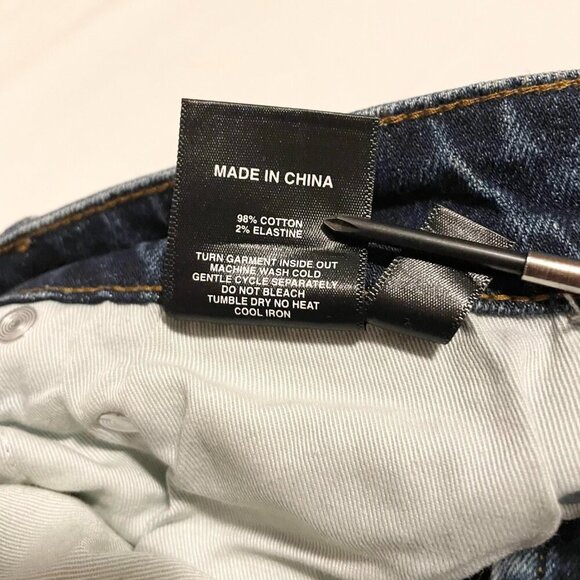 MADE IN CHINA
98% COTTON
2% ELASTINE
TURN GARMENT INSIDE OUT
MACHINE WASH COLD
GENTLE CYCLE SEPARATELY
DO NOT BLEACH
TUMBLE DRY NO HEAT
COOL IRON